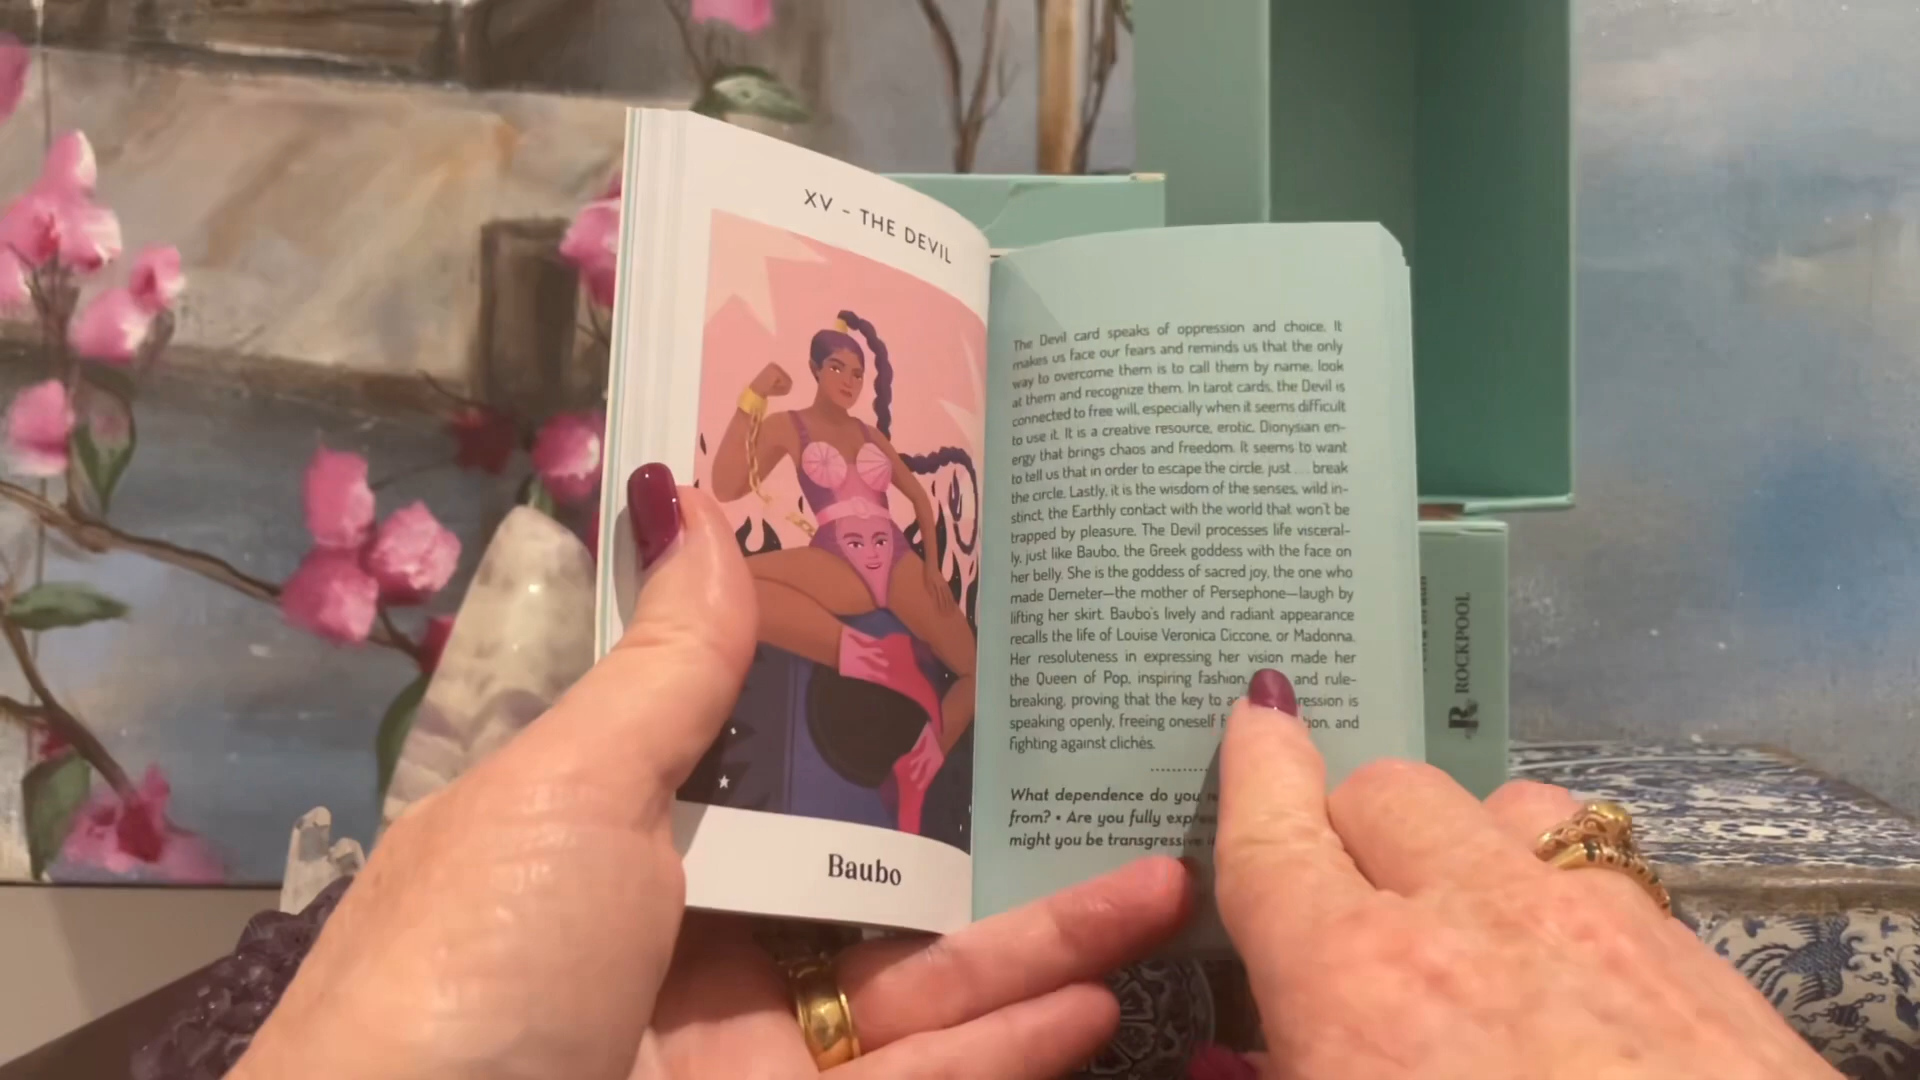 XV - THE DEVIL
Baubo
The Devil card speaks of oppression and choice. It
makes us face our fears and reminds us that the only
way to overcome them is to call them by name, look
at them and recognize them. In tarot cards, the Devil is
connected to free will, especially when it seems difficult
to use it. It is a creative resource, erotic, Dionysian en-
ergy that brings chaos and freedom. It seems to want
to tell us that in order to escape the circle, just ... break
the circle. Lastly, it is the wisdom of the senses, wild in-
stinct, the Earthly contact with the world that won't be
trapped by pleasure. The Devil processes life visceral-
ly, just like Baubo, the Greek goddess with the face on
her belly. She is the goddess of sacred joy, the one who
made Demeter—the mother of Persephone—laugh by
lifting her skirt. Baubo's lively and radiant appearance
recalls the life of Louise Veronica Ciccone, or Madonna.
Her resoluteness in expressing her vision made her
the Queen of Pop, inspiring fashion, and rule-
breaking, proving that the key to is
speaking openly, freeing oneself and
fighting against clichés.
What dependence do you
from? • Are you fully
might you be
ROCKPOOL